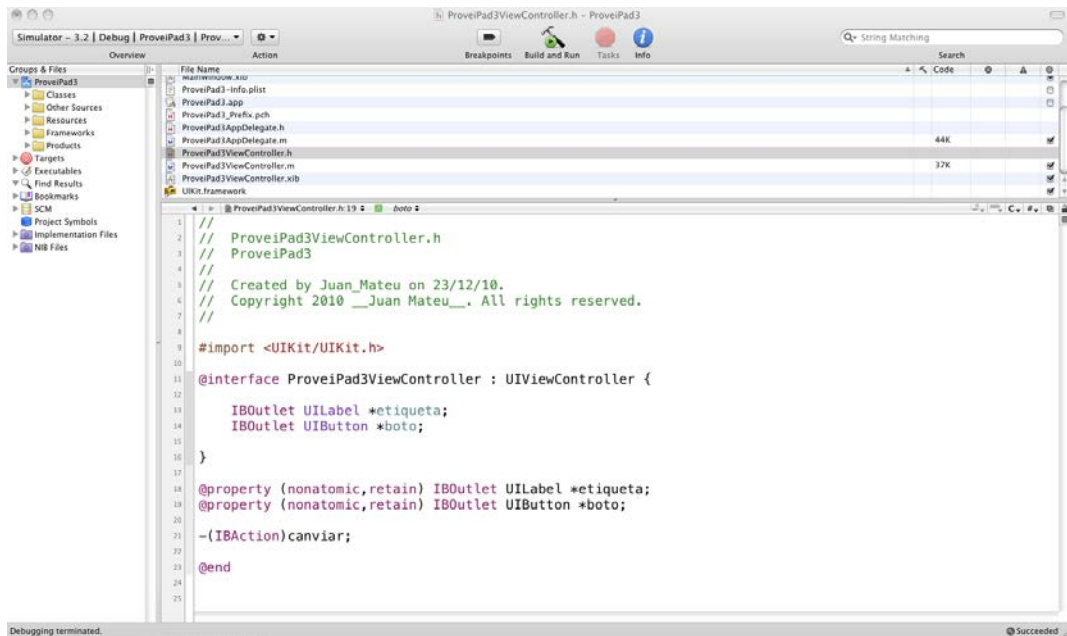 ProveiPad3ViewController.h - ProveiPad3
Simulator - 3.2 | Debug | ProveiPad3 | Prov...
String Matching
Overview
Action
Breakpoints
Build and Run
Tasks
Info
Search
Groups & Files
File Name
Code
ProveiPad3
Classes
Other Sources
Resources
Frameworks
Products
Targets
Executables
Find Results
Bookmarks
SCM
Project Symbols
Implementation Files
NIB Files
MainWindow.xib
ProveiPad3-Info.plist
ProveiPad3.app
ProveiPad3_Prefix.pch
ProveiPad3AppDelegate.h
ProveiPad3AppDelegate.m 44K
ProveiPad3ViewController.h
ProveiPad3ViewController.m 37K
ProveiPad3ViewController.xib
UIKit.framework
ProveiPad3ViewController.h:19 boto C #
1 //
2 // ProveiPad3ViewController.h
3 // ProveiPad3
4 //
5 // Created by Juan_Mateu on 23/12/10.
6 // Copyright 2010 __Juan Mateu__. All rights reserved.
7 //
8
9 #import <UIKit/UIKit.h>
10
11 @interface ProveiPad3ViewController : UIViewController {
12
13 IBOutlet UILabel *etiqueta;
14 IBOutlet UIButton *boto;
15
16 }
17
18 @property (nonatomic,retain) IBOutlet UILabel *etiqueta;
19 @property (nonatomic,retain) IBOutlet UIButton *boto;
20
21 -(IBAction)canviar;
22
23 @end
24
25
Debugging terminated.
Succeeded